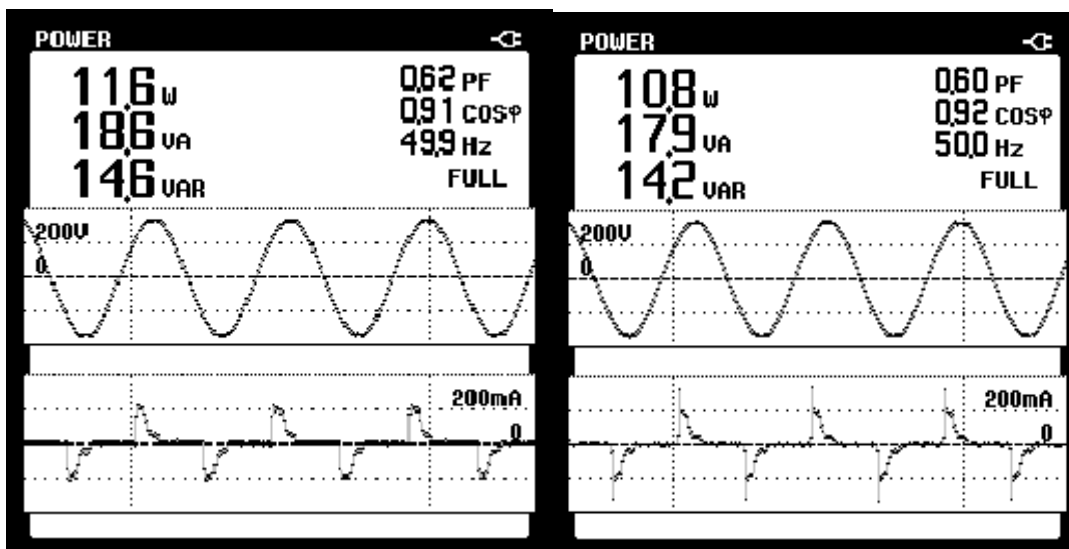 POWER
11.6 W
18.6 VA
14.6 VAR
0.62 PF
0.91 COSφ
49.9 Hz
FULL
200V
0
200mA
0
POWER
10.8 W
17.9 VA
14.2 VAR
0.60 PF
0.92 COSφ
50.0 Hz
FULL
200V
0
200mA
0